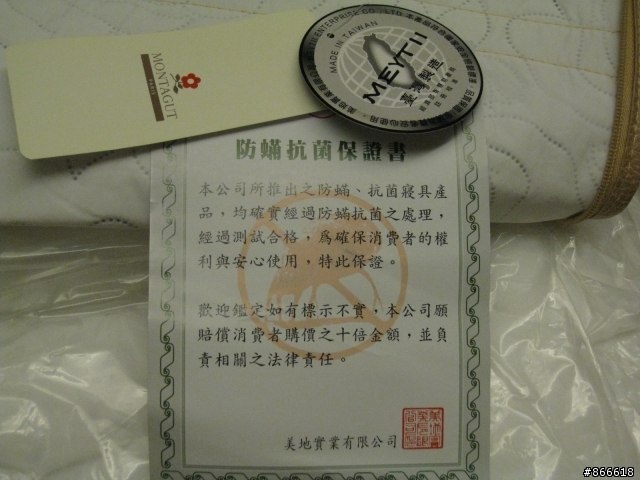 MONTAGUT
MADE IN TAIWAN
MEYTII
臺灣製造
防蟎抗菌保證書
本公司所推出之防蟎、抗菌寢具產
品，均確實經過防蟎抗菌之處理，
經過測試合格，為確保消費者的權
利與安心使用，特此保證。
歡迎鑑定如有標示不實，本公司願
賠償消費者購價之十倍金額，並負
責相關之法律責任。
美地實業有限公司
#866618